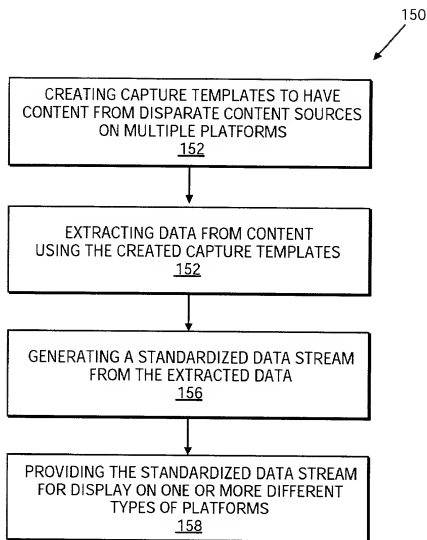 150
CREATING CAPTURE TEMPLATES TO HAVE
CONTENT FROM DISPARATE CONTENT SOURCES
ON MULTIPLE PLATFORMS
152
EXTRACTING DATA FROM CONTENT
USING THE CREATED CAPTURE TEMPLATES
152
GENERATING A STANDARDIZED DATA STREAM
FROM THE EXTRACTED DATA
156
PROVIDING THE STANDARDIZED DATA STREAM
FOR DISPLAY ON ONE OR MORE DIFFERENT
TYPES OF PLATFORMS
158